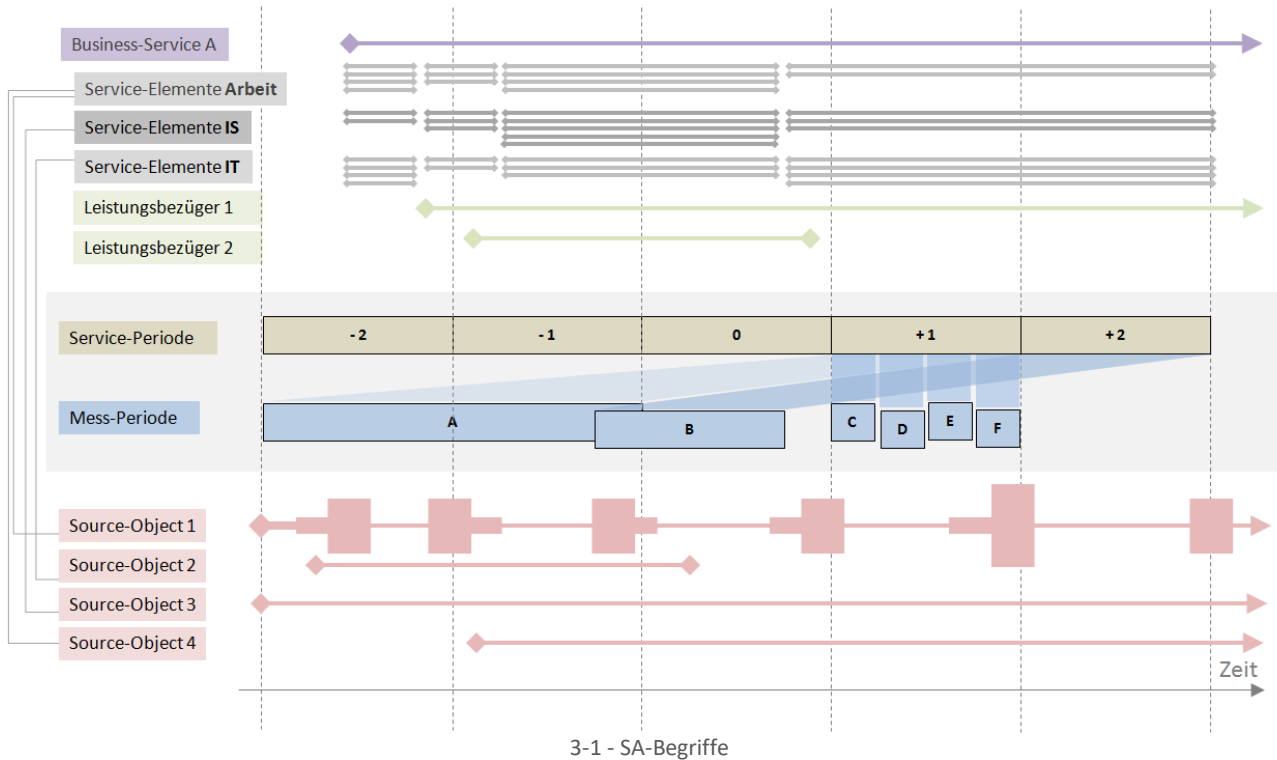 Business-Service A
Service-Elemente Arbeit
Service-Elemente IS
Service-Elemente IT
Leistungsbezüger 1
Leistungsbezüger 2
Service-Periode
- 2
- 1
0
+ 1
+ 2
Mess-Periode
A
B
C
D
E
F
Source-Object 1
Source-Object 2
Source-Object 3
Source-Object 4
Zeit
3-1 - SA-Begriffe